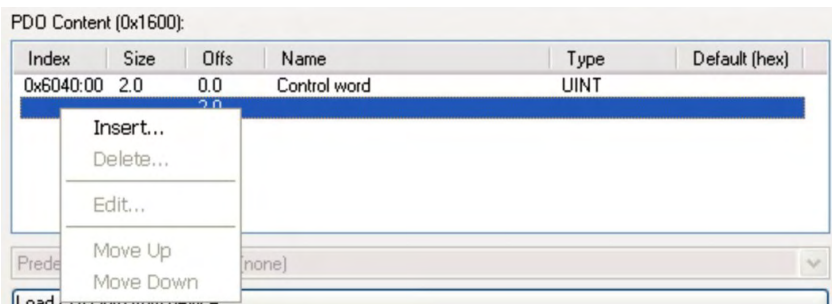 PDO Content (0x1600):
Index Size Offs Name Type Default (hex)
0x6040:00 2.0 0.0 Control word UINT
2.0
Insert...
Delete...
Edit...
Move Up
Prede (none)
Move Down
Load